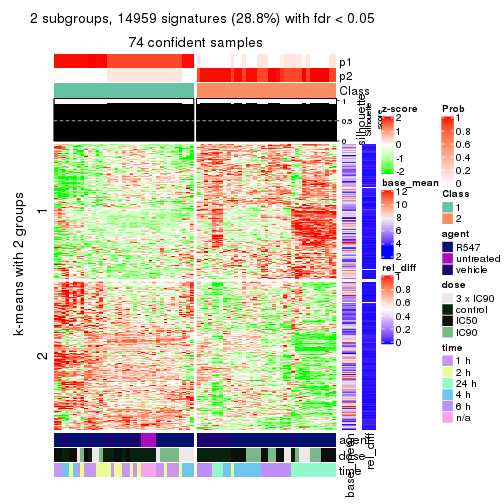 2 subgroups, 14959 signatures (28.8%) with fdr < 0.05
74 confident samples
p1
p2
Class
silhouette
Silhouette
score
1
0.5
0
k-means with 2 groups
1
2
agent
dose
time
base_mean
rel_diff
z-score
2
1
0
-1
-2
base_mean
12
10
8
6
4
2
rel_diff
1
0.8
0.6
0.4
0.2
0
Prob
1
0.8
0.6
0.4
0.2
0
Class
1
2
agent
R547
untreated
vehicle
dose
3 x IC90
control
IC50
IC90
time
1 h
2 h
24 h
4 h
6 h
n/a